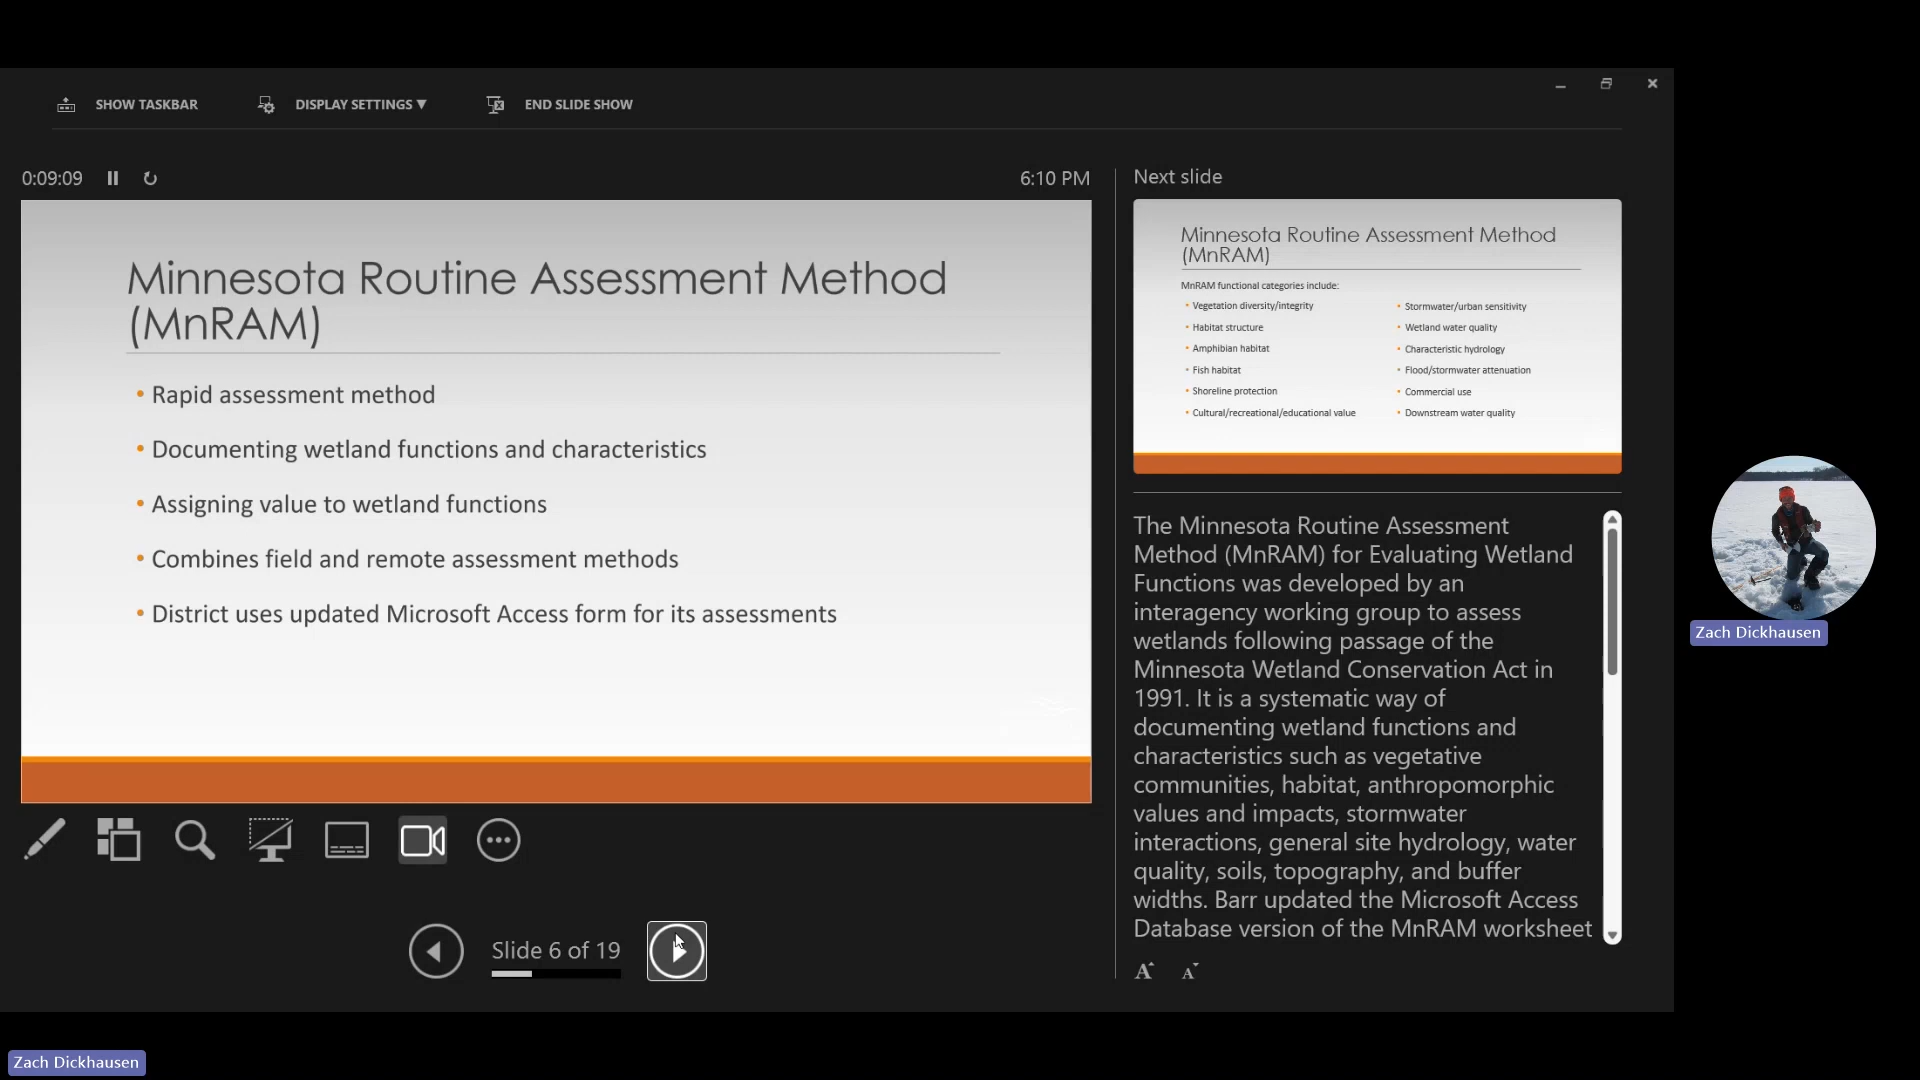 SHOW TASKBAR
DISPLAY SETTINGS ▼
END SLIDE SHOW
0:09:09
6:10 PM
Minnesota Routine Assessment Method
(MnRAM)
• Rapid assessment method
• Documenting wetland functions and characteristics
• Assigning value to wetland functions
• Combines field and remote assessment methods
• District uses updated Microsoft Access form for its assessments
Slide 6 of 19
Next slide
Minnesota Routine Assessment Method
(MnRAM)
MnRAM functional categories include:
• Vegetation diversity/integrity
• Habitat structure
• Amphibian habitat
• Fish habitat
• Shoreline protection
• Cultural/recreational/educational value
• Stormwater/urban sensitivity
• Wetland water quality
• Characteristic hydrology
• Flood/stormwater attenuation
• Commercial use
• Downstream water quality
The Minnesota Routine Assessment
Method (MnRAM) for Evaluating Wetland
Functions was developed by an
interagency working group to assess
wetlands following passage of the
Minnesota Wetland Conservation Act in
1991. It is a systematic way of
documenting wetland functions and
characteristics such as vegetative
communities, habitat, anthropomorphic
values and impacts, stormwater
interactions, general site hydrology, water
quality, soils, topography, and buffer
widths. Barr updated the Microsoft Access
Database version of the MnRAM worksheet
A A
Zach Dickhausen
Zach Dickhausen